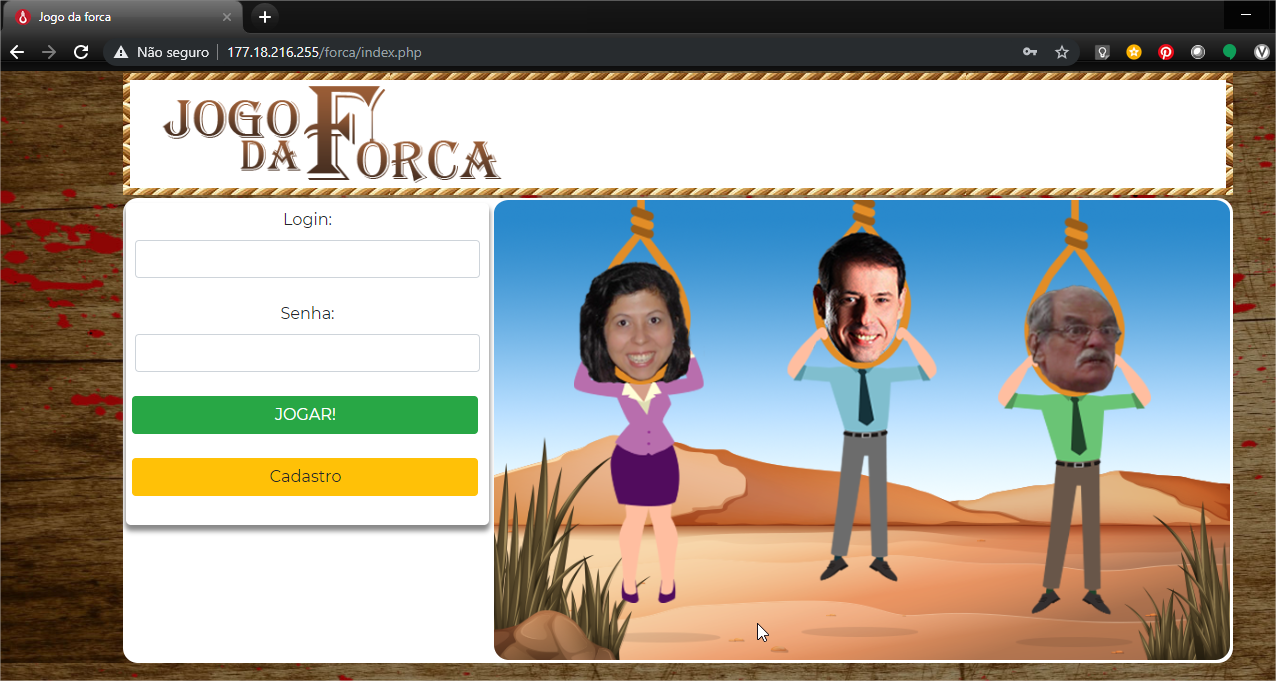 Jogo da forca
Não seguro
177.18.216.255/forca/index.php
JOGO
DA FORCA
Login:
Senha:
JOGAR!
Cadastro